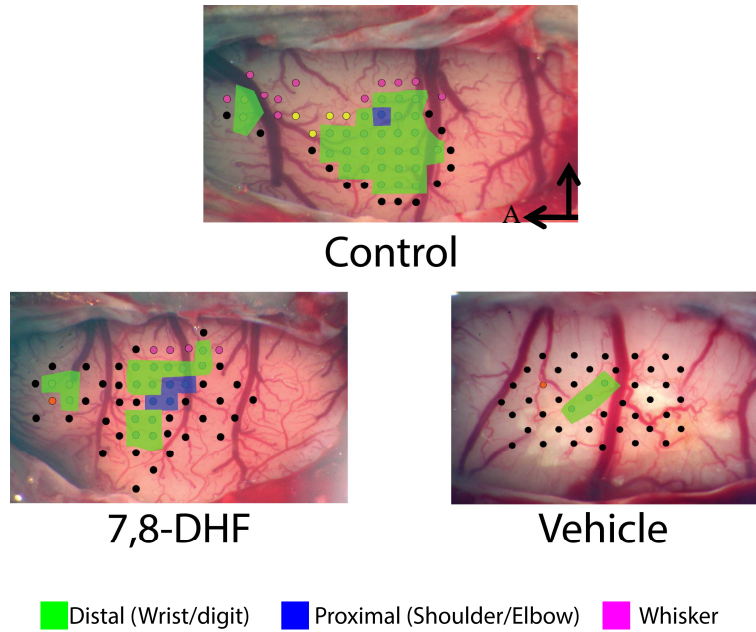 A
Control
7,8-DHF
Vehicle
Distal (Wrist/digit) Proximal (Shoulder/Elbow) Whisker